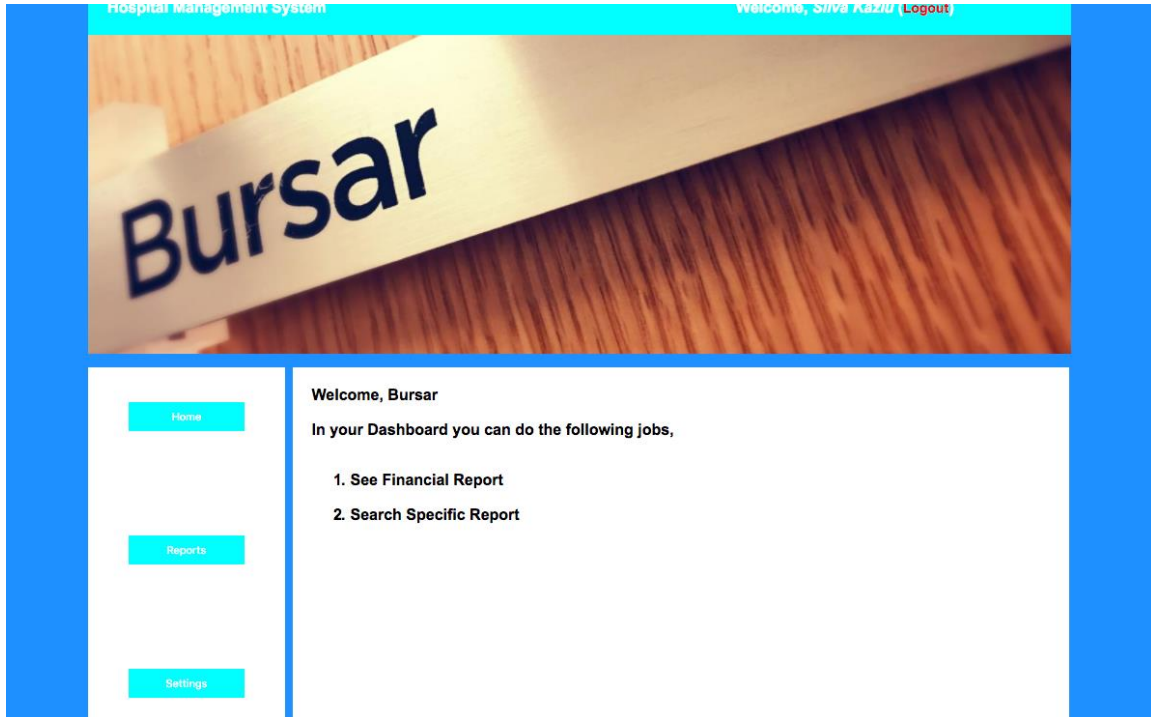 Hospital Management System
Welcome, Silva Kaziu (Logout)
Bursar
Home
Reports
Settings
Welcome, Bursar
In your Dashboard you can do the following jobs,
1. See Financial Report
2. Search Specific Report